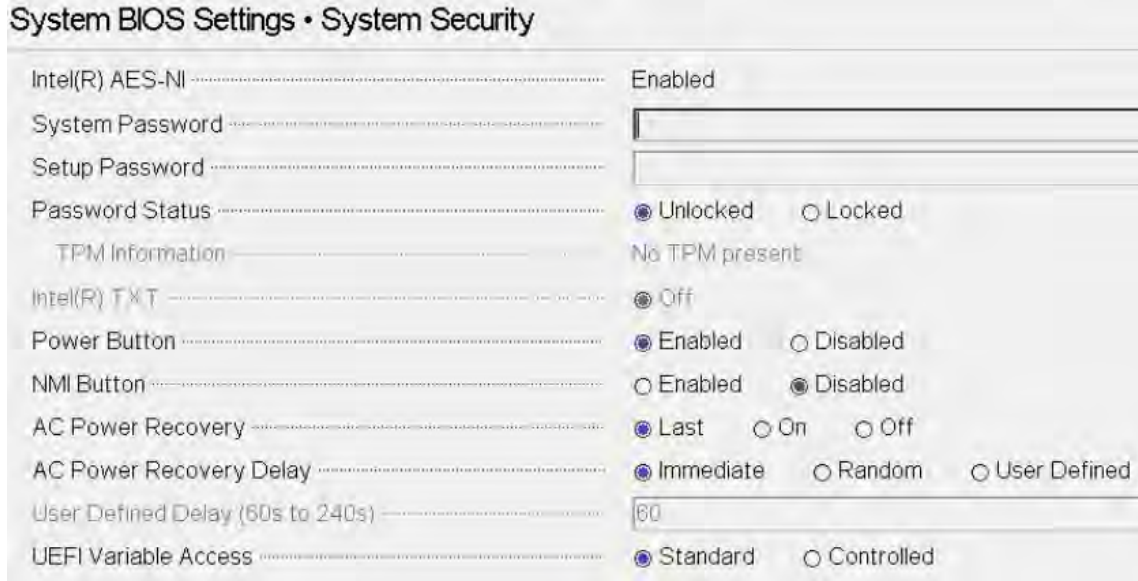 System BIOS Settings • System Security
Intel(R) AES-NI Enabled
System Password
Setup Password
Password Status Unlocked Locked
TPM Information No TPM present
Intel(R) TXT Off
Power Button Enabled Disabled
NMI Button Enabled Disabled
AC Power Recovery Last On Off
AC Power Recovery Delay Immediate Random User Defined
User Defined Delay (60s to 240s) 60
UEFI Variable Access Standard Controlled